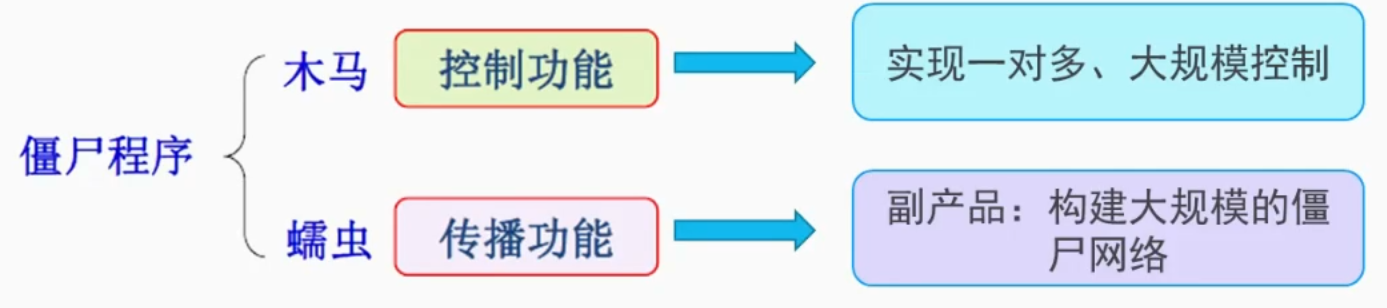 僵尸程序
木马
控制功能
实现一对多、大规模控制
蠕虫
传播功能
副产品：构建大规模的僵
尸网络